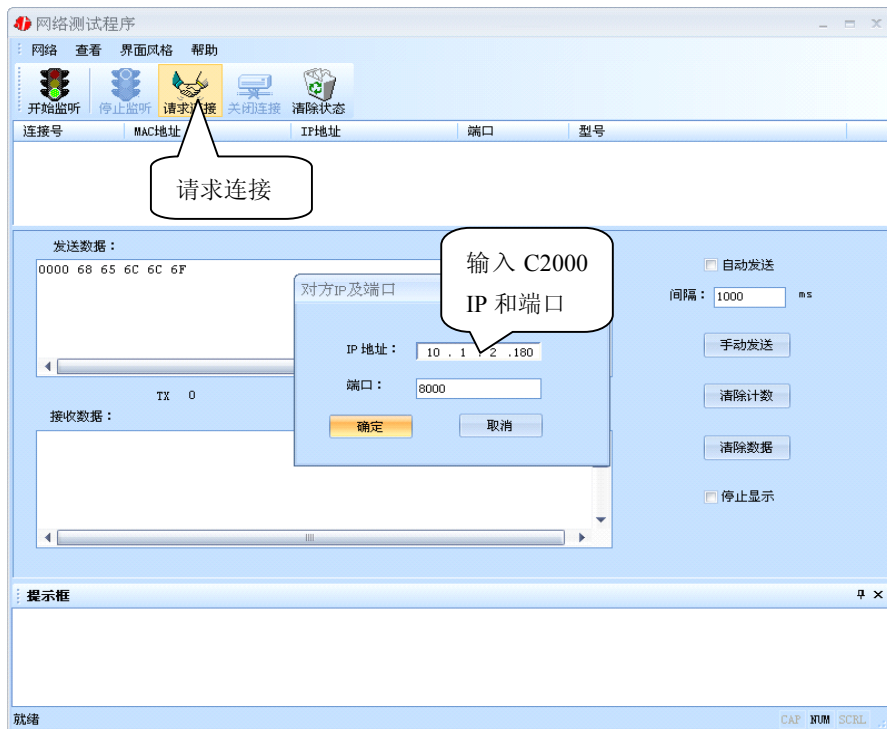 网络测试程序
网络 查看 界面风格 帮助
开始监听 停止监听 请求连接 关闭连接 清除状态
连接号 MAC地址 IP地址 端口 型号
请求连接
发送数据：
0000 68 65 6C 6C 6F
输入 C2000
IP 和端口
自动发送
对方IP及端口
间隔： 1000 ms
IP 地址： 10 . 1 . 2 .180
手动发送
端口： 8000
TX 0
清除计数
接收数据：
确定 取消
清除数据
停止显示
提示框
就绪 CAP NUM SCRL